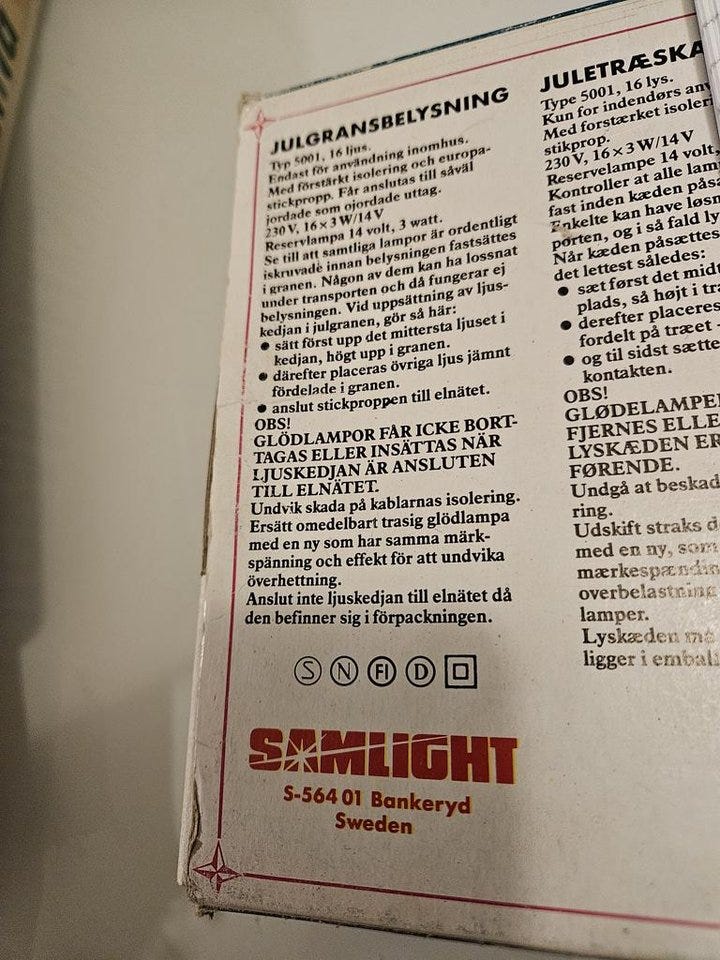 JULGRANSBELYSNING
Typ 5001, 16 ljus.
Endast för användning inomhus.
Med förstärkt isolering och europa-
stickpropp. Får anslutas till såväl
jordade som ojordade uttag.
230 V, 16 × 3 W/14 V
Reservlampa 14 volt, 3 watt.
Se till att samtliga lampor är ordentligt
iskruvade innan belysningen fastsättes
i granen. Någon av dem kan ha lossnat
under transporten och då fungerar ej
belysningen. Vid uppsättning av ljus-
kedjan i julgranen, gör så här:
● sätt först upp det mittersta ljuset i
kedjan, högt upp i granen.
● därefter placeras övriga ljus jämnt
fördelade i granen.
● anslut stickproppen till elnätet.
OBS!
GLÖDLAMPOR FÅR ICKE BORT-
TAGAS ELLER INSÄTTAS NÄR
LJUSKEDJAN ÄR ANSLUTEN
TILL ELNÄTET.
Undvik skada på kablarnas isolering.
Ersätt omedelbart trasig glödlampa
med en ny som har samma märk-
spänning och effekt för att undvika
överhettning.
Anslut inte ljuskedjan till elnätet då
den befinner sig i förpackningen.
S N FI D
SAMLIGHT
S-564 01 Bankeryd
Sweden
JULETRÆSKA
Type 5001, 16 lys.
Kun for indendørs anv
Med forstærket isoler
stikprop.
230 V, 16 × 3 W/14 V
Reservelampe 14 volt,
Kontroller at alle lam
fast inden kæden påsæ
Enkelte kan have løsn
porten, og i så fald ly
Når kæden påsættes
det lettest således:
● sæt først det midt
plads, så højt i tra
● derefter placeres
fordelt på træet
● og til sidst sætte
kontakten.
OBS!
GLØDELAMPE
FJERNES ELLE
LYSKÆDEN ER
FØRENDE.
Undgå at beskad
ring.
Udskift straks d
med en ny, som
mærkespændin
overbelastning
lamper.
Lyskæden må
ligger i emball